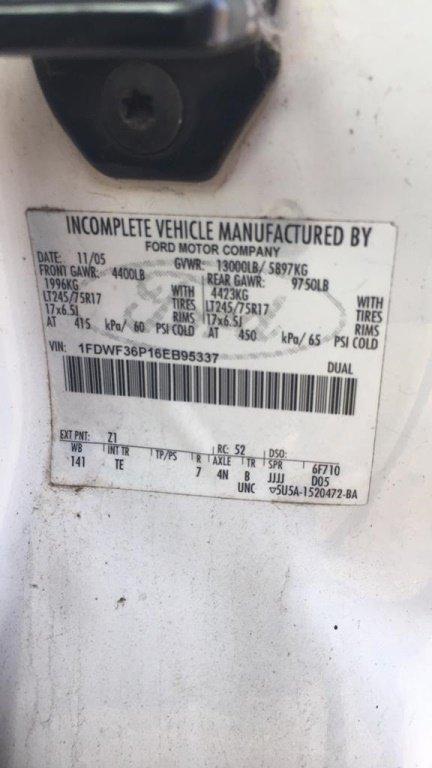 INCOMPLETE VEHICLE MANUFACTURED BY
FORD MOTOR COMPANY
DATE: 11/05 GVWR: 13000LB/ 5897KG
FRONT GAWR: 4400LB REAR GAWR: 9750LB
1996KG WITH 4423KG WITH
LT245/75R17 TIRES LT245/75R17 TIRES
17x6.5J RIMS 17x6.5J RIMS
AT 415 kPa/ 60 PSI COLD AT 450 kPa/ 65 PSI COLD
VIN: 1FDWF36P16EB95337 DUAL
EXT PNT: Z1 RC: 52 DSO:
WB INT TR TP/PS R AXLE TR SPR 6F710
141 TE 7 4N B JJJJ D05
UNC ▽5U5A-1520472-BA